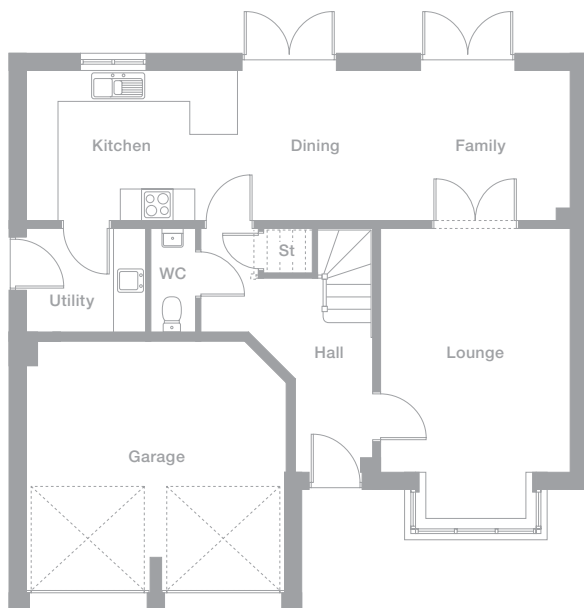 Kitchen
Dining
Family
St
WC
Utility
Hall
Lounge
Garage